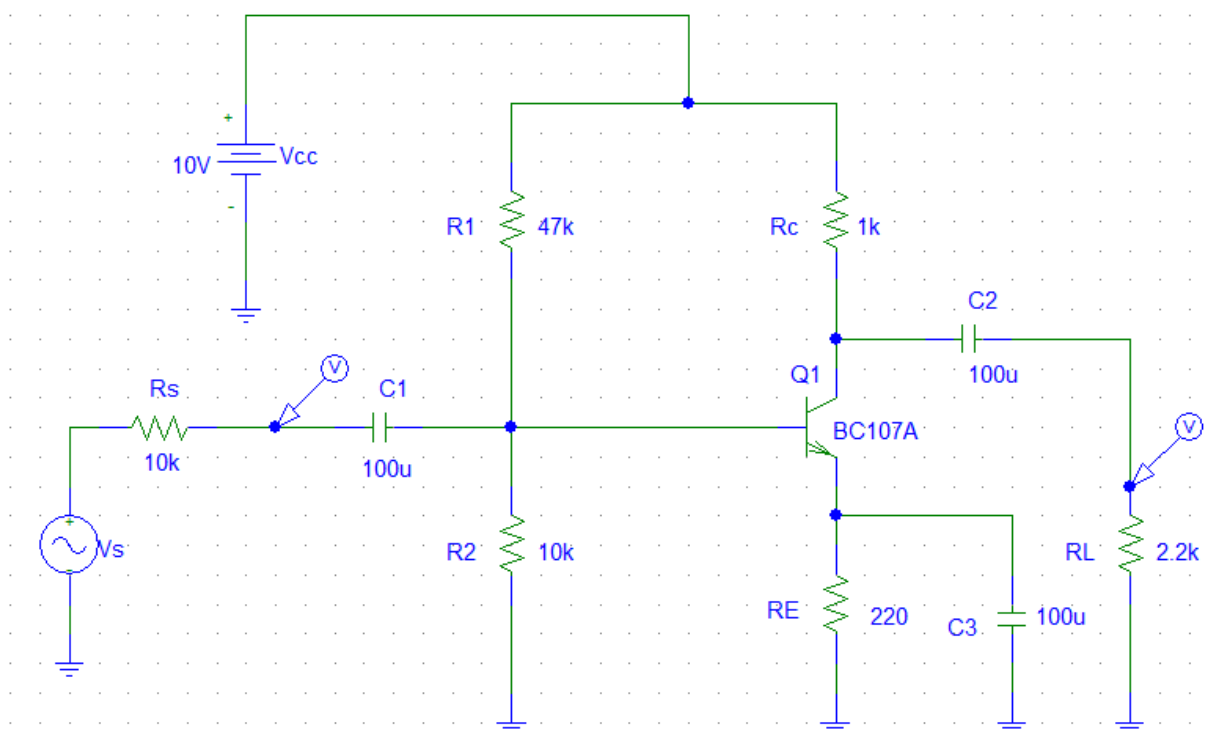 +
10V
Vcc
-
R1
47k
Rc
1k
C2
100u
Rs
10k
V
C1
100u
Q1
BC107A
V
+
Vs
-
R2
10k
RE
220
C3
100u
RL
2.2k